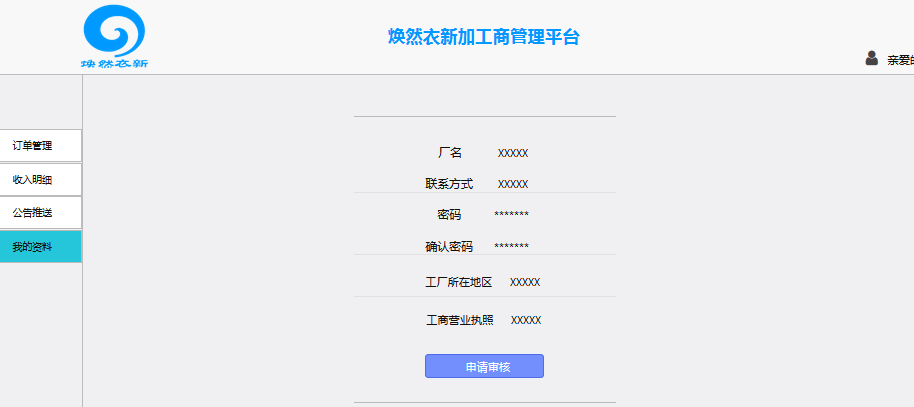 焕然衣新
焕然衣新加工商管理平台
亲爱的
订单管理
收入明细
公告推送
我的资料
厂名 XXXXX
联系方式 XXXXX
密码 *******
确认密码 *******
工厂所在地区 XXXXX
工商营业执照 XXXXX
申请审核